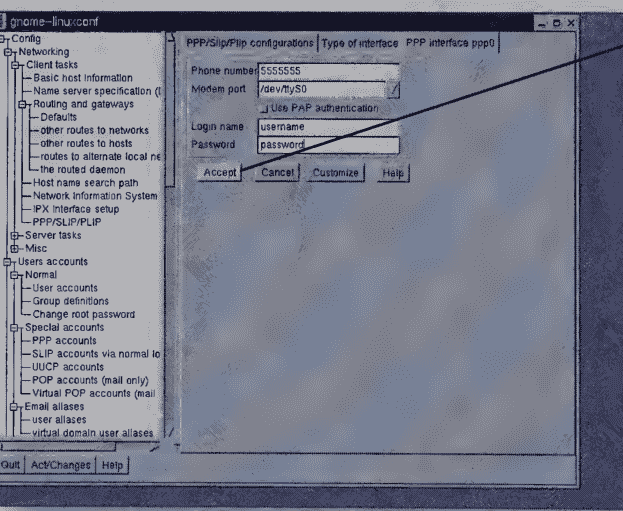 gnome-linuxconf
Config
Networking
Client tasks
Basic host information
Name server specification (
Routing and gateways
Defaults
other routes to networks
other routes to hosts
routes to alternate local ne
the routed daemon
Host name search path
Network Information System
IPX interface setup
PPP/SLIP/PLIP
Server tasks
Misc
Users accounts
Normal
User accounts
Group definitions
Change root password
Special accounts
PPP accounts
SLIP accounts via normal lo
UUCP accounts
POP accounts (mail only)
Virtual POP accounts (mail
Email aliases
user aliases
virtual domain user aliases
PPP/Slip/Plip configurations Type of interface PPP interface ppp0
Phone number 5555555
Modem port /dev/ttyS0
Use PAP authentication
Login name username
Password password
Accept Cancel Customize Help
Quit Act/Changes Help